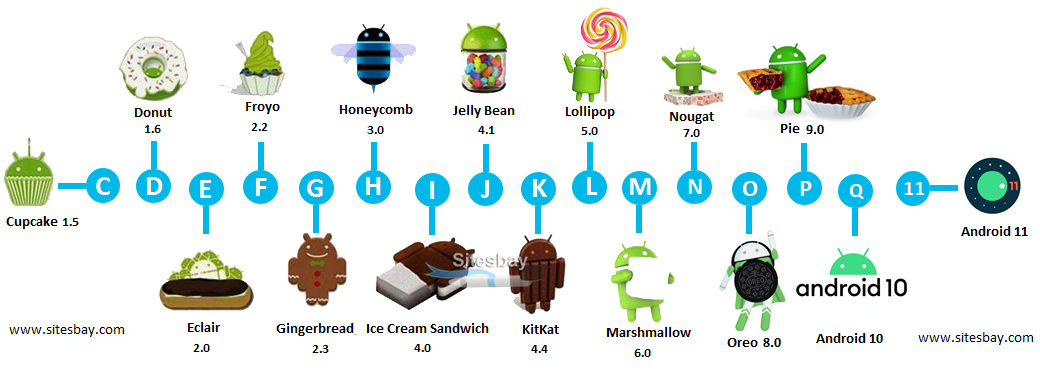 Donut
1.6
Froyo
2.2
Honeycomb
3.0
Jelly Bean
4.1
Lollipop
5.0
Nougat
7.0
Pie 9.0
C
D
E
F
G
H
I
J
K
L
M
N
O
P
Q
11
11
Cupcake 1.5
Android 11
Sitesbay
OREO
android 10
www.sitesbay.com
Eclair
2.0
Gingerbread
2.3
Ice Cream Sandwich
4.0
KitKat
4.4
Marshmallow
6.0
Oreo 8.0
Android 10
www.sitesbay.com